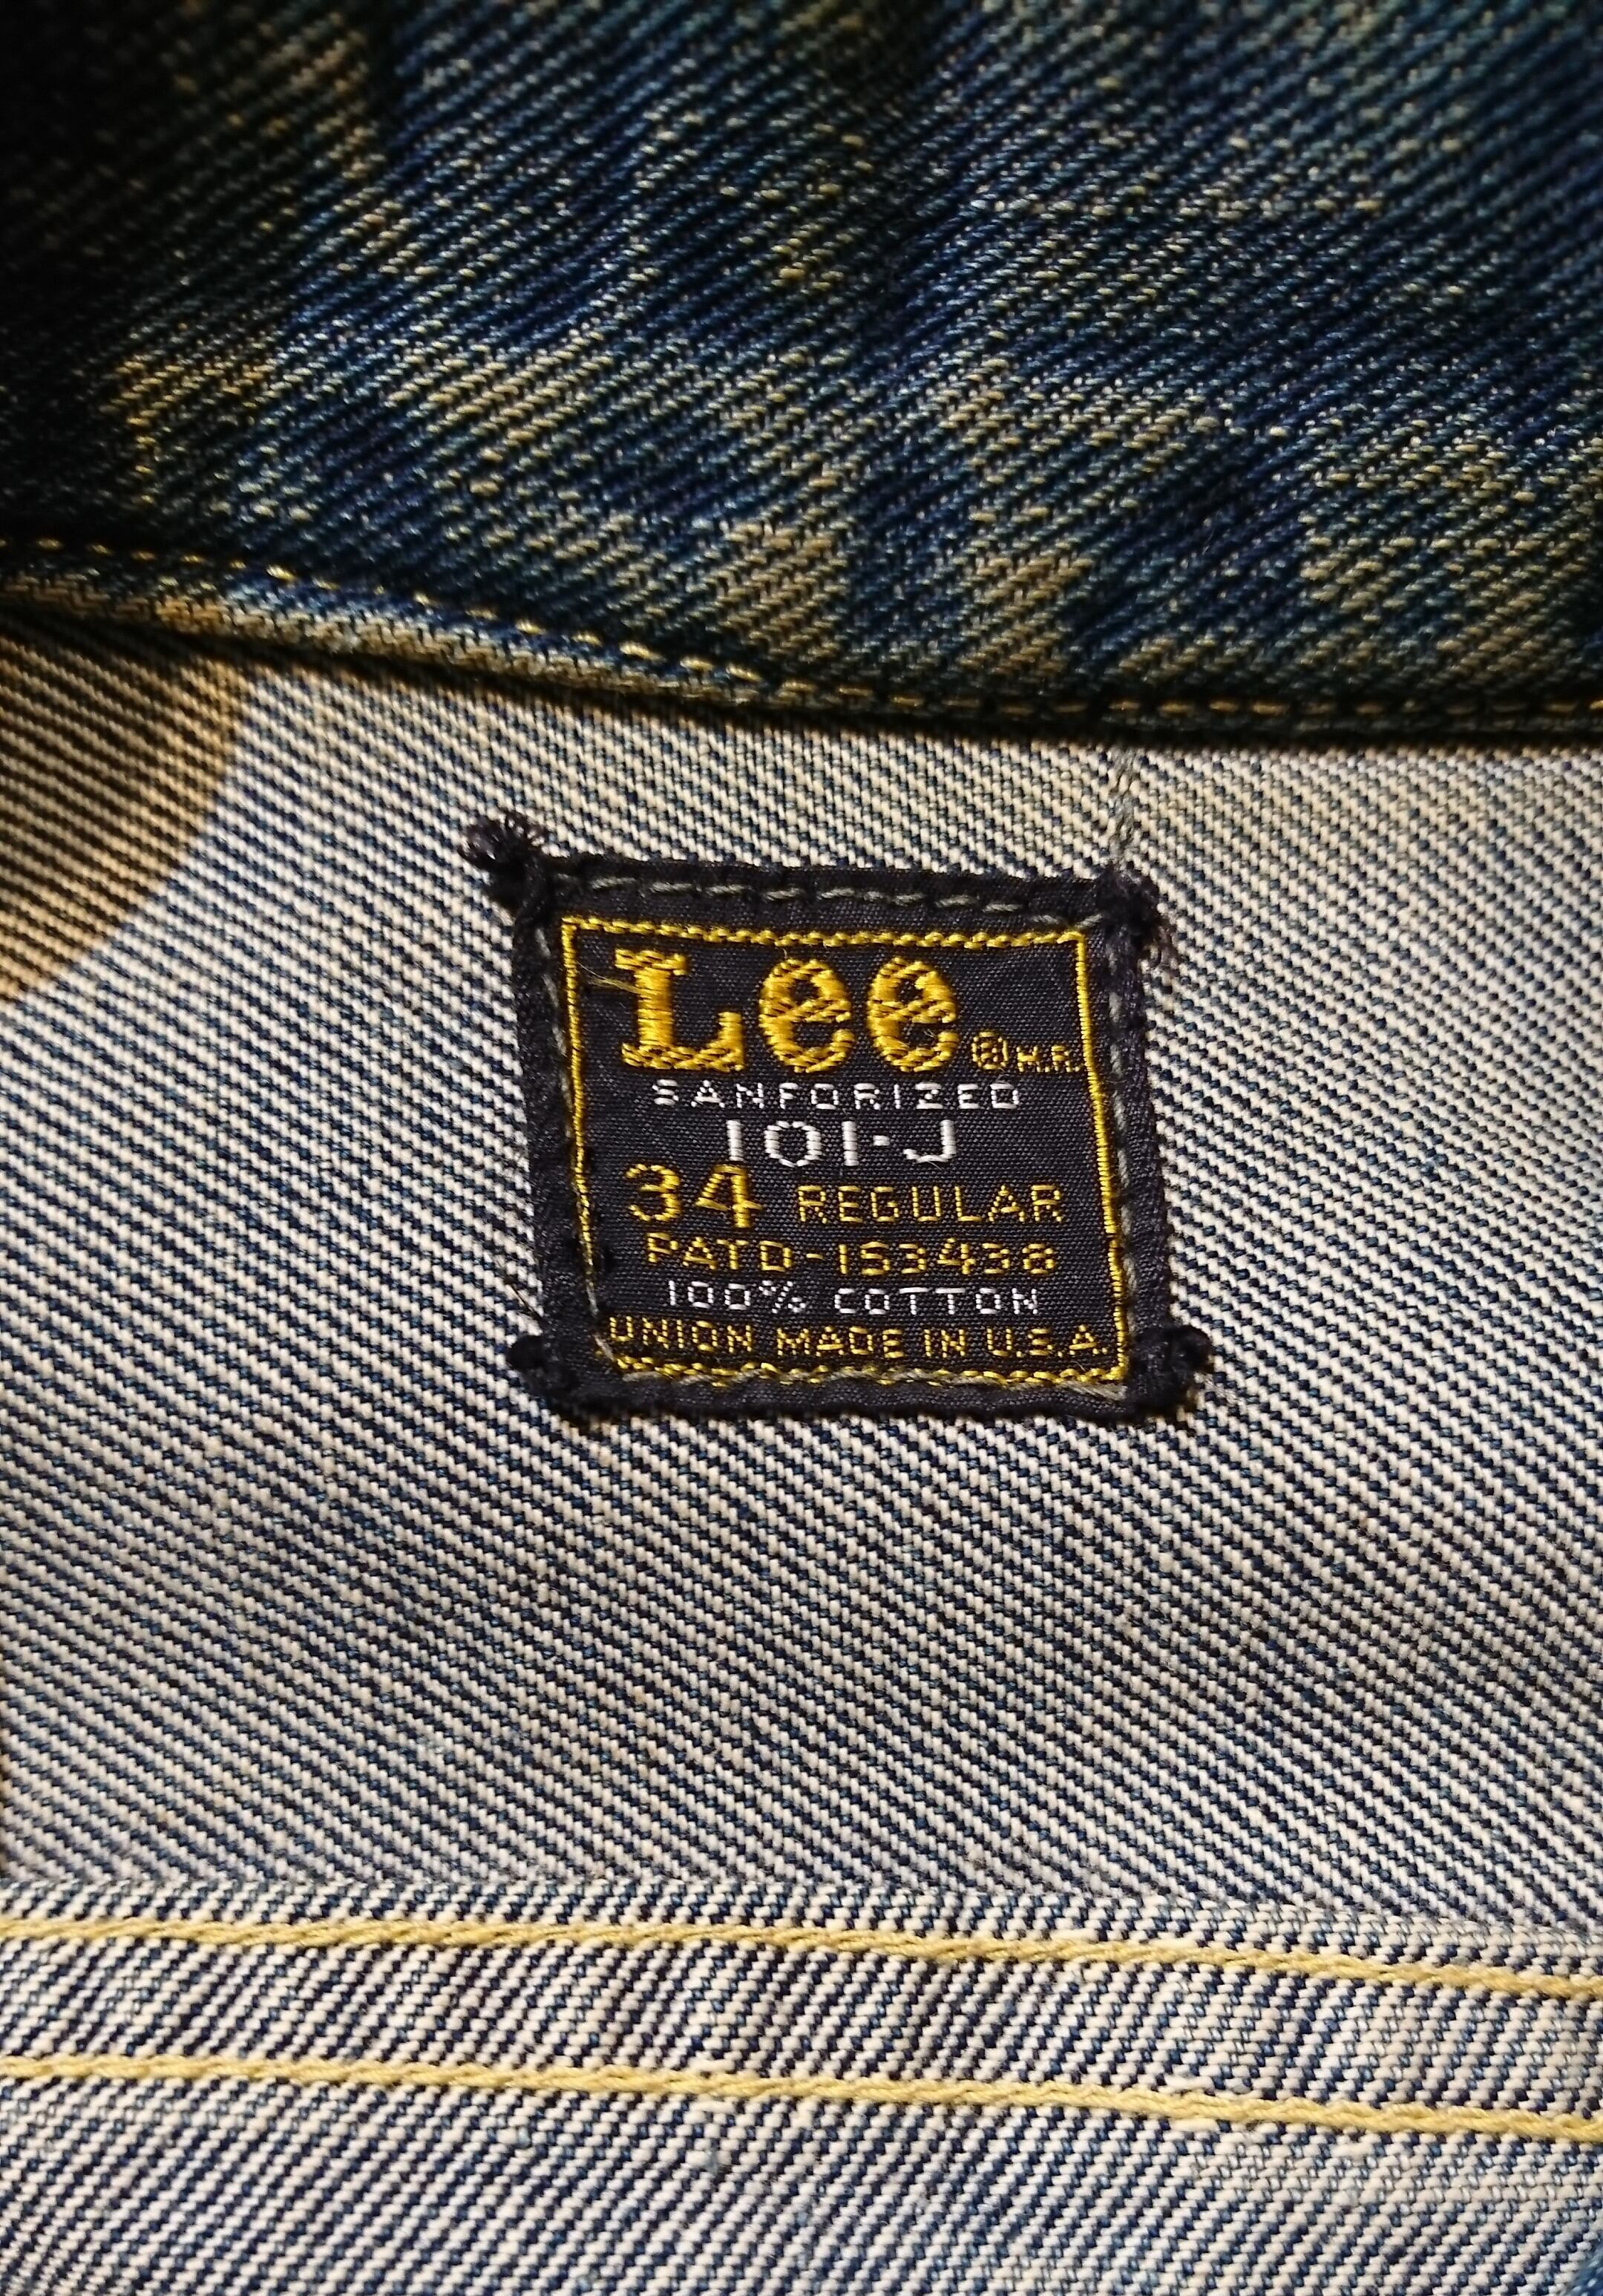 Lee ® M.R.
SANFORIZED
101-J
34 REGULAR
PATD-153438
100% COTTON
UNION MADE IN U.S.A.